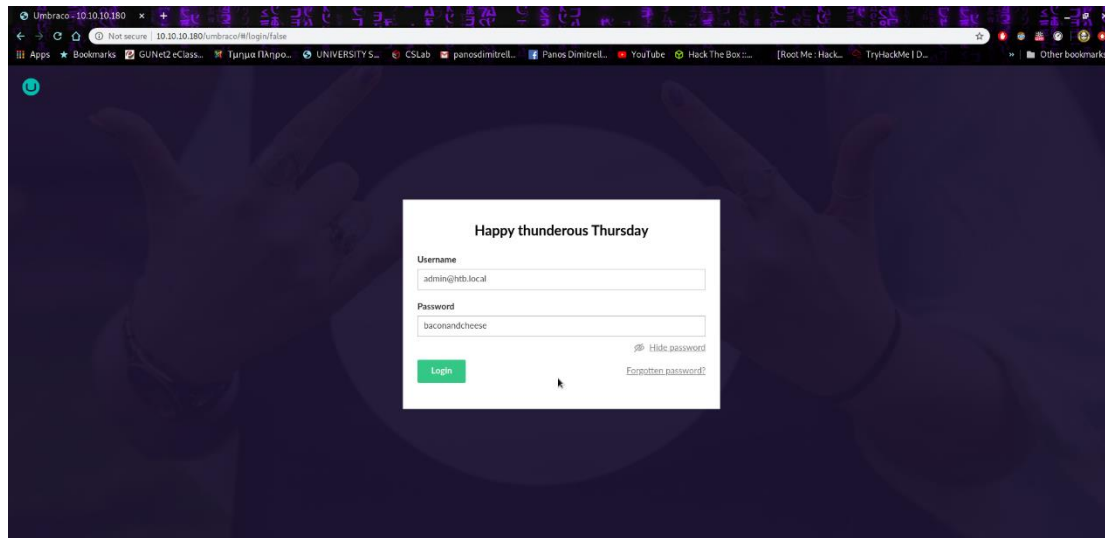 Umbraco - 10.10.10.180
Not secure | 10.10.10.180/umbraco/#/login/false
Apps Bookmarks GUNet2 eClass... Τμημα Πληρο... UNIVERSITY S... CSLab panosdimitrell... Panos Dimitrell... YouTube Hack The Box ::... [Root Me : Hack... TryHackMe | D... » Other bookmarks
Happy thunderous Thursday
Username
admin@htb.local
Password
baconandcheese
Hide password
Login
Forgotten password?